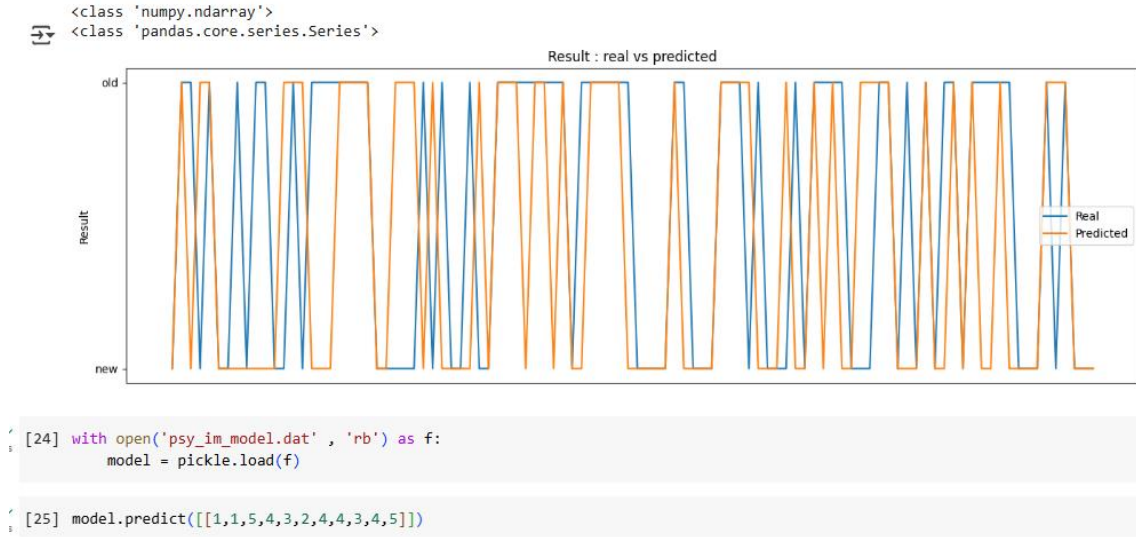 <class 'numpy.ndarray'>
<class 'pandas.core.series.Series'>
Result : real vs predicted
old
Result
new
Real
Predicted
[24] with open('psy_im_model.dat' , 'rb') as f:
model = pickle.load(f)
[25] model.predict([[1,1,5,4,3,2,4,4,3,4,5]])